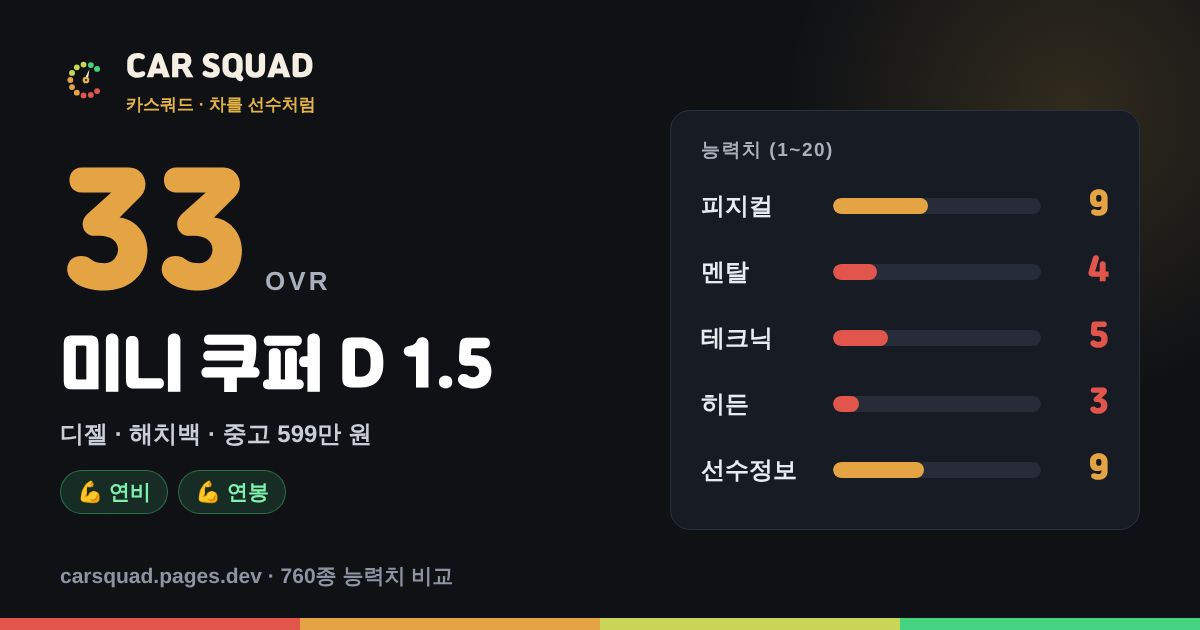 CAR SQUAD
카스쿼드 · 차를 선수처럼
33 OVR
미니 쿠퍼 D 1.5
디젤 · 해치백 · 중고 599만 원
💪 연비 💪 연봉
carsquad.pages.dev · 760종 능력치 비교
능력치 (1~20)
피지컬 9
멘탈 4
테크닉 5
히든 3
선수정보 9